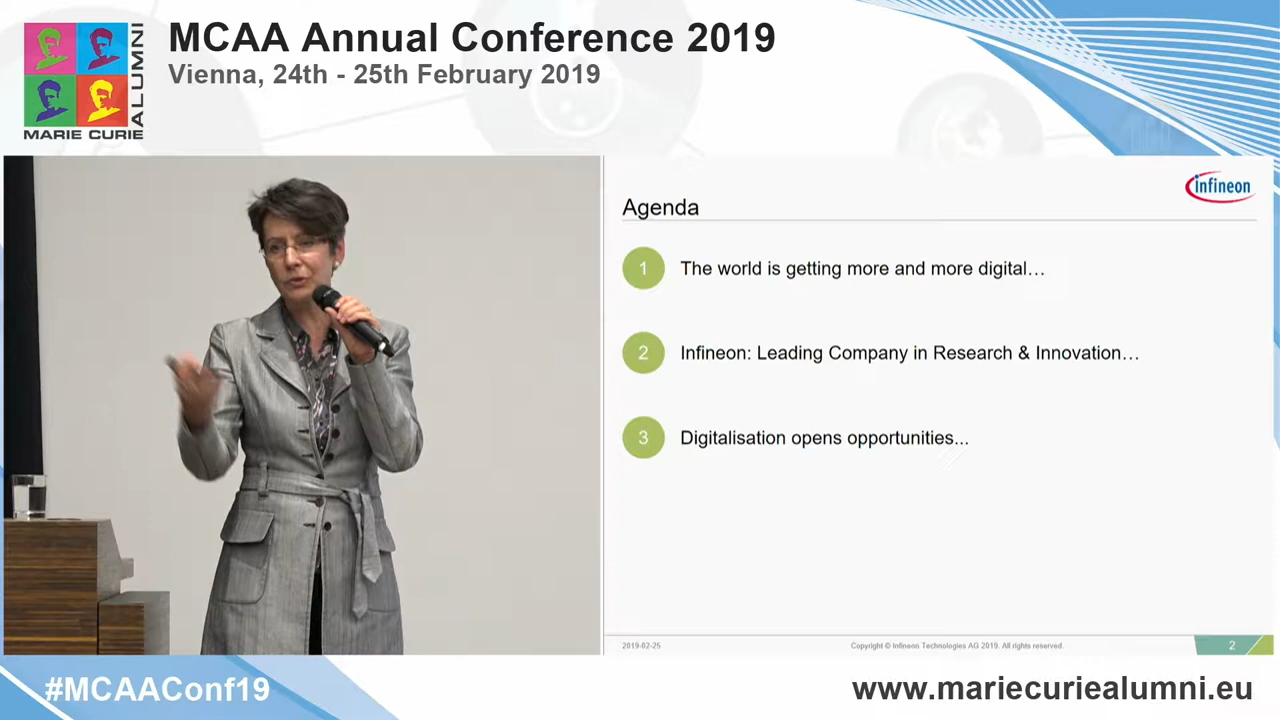 MCAA Annual Conference 2019
Vienna, 24th - 25th February 2019
MARIE CURIE
ALUMNI
infineon
Agenda
1 The world is getting more and more digital…
2 Infineon: Leading Company in Research & Innovation…
3 Digitalisation opens opportunities...
2019-02-25
Copyright © Infineon Technologies AG 2019. All rights reserved.
2
#MCAAConf19
www.mariecuriealumni.eu